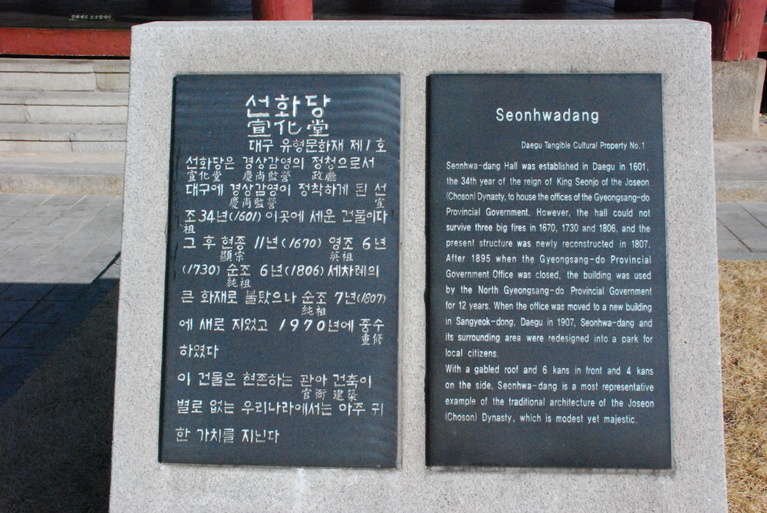 선화당
宣化堂
대구 유형문화재 제1호
선화당은 경상감영의 정청으로서
宣化堂 慶尚監營 政廳
대구에 경상감영이 정착하게 된 선
慶尚監營 宣
조34년(1601) 이곳에 세운 건물이다
祖
그 후 현종 11년(1670) 영조 6년
顯宗 英祖
(1730) 순조 6년(1806) 세차례의
純祖
큰 화재로 불탔으나 순조 7년(1807)
純祖
에 새로 지었고 1970년에 중수
重修
하였다
이 건물은 현존하는 관아 건축이
官衙 建築
별로 없는 우리나라에서는 아주 귀
한 가치를 지닌다
Seonhwadang
Daegu Tangible Cultural Property No.1
Seonhwa-dang Hall was established in Daegu in 1601,
the 34th year of the reign of King Seonjo of the Joseon
(Choson) Dynasty, to house the offices of the Gyeongsang-do
Provincial Government. However, the hall could not
survive three big fires in 1670, 1730 and 1806, and the
present structure was newly reconstructed in 1807.
After 1895 when the Gyeongsang-do Provincial
Government Office was closed, the building was used
by the North Gyeongsang-do Provincial Government
for 12 years. When the office was moved to a new building
in Sangyeok-dong, Daegu in 1907, Seonhwa-dang and
its surrounding area were redesigned into a park for
local citizens.
With a gabled roof and 6 kans in front and 4 kans
on the side, Seonhwa-dang is a most representative
example of the traditional architecture of the Joseon
(Choson) Dynasty, which is modest yet majestic.